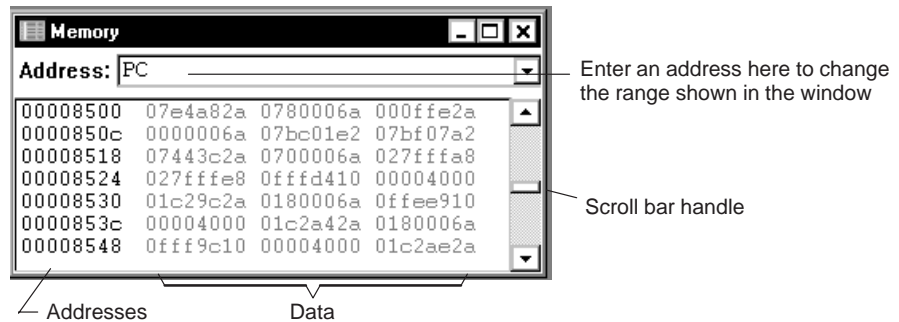 Memory
Address: PC
Enter an address here to change
the range shown in the window
00008500 07e4a82a 0780006a 000ffe2a
0000850c 0000006a 07bc01e2 07bf07a2
00008518 07443c2a 0700006a 027fffa8
00008524 027fffe8 0fffd410 00004000
00008530 01c29c2a 0180006a 0ffee910
0000853c 00004000 01c2a42a 0180006a
00008548 0fff9c10 00004000 01c2ae2a
Scroll bar handle
Addresses
Data